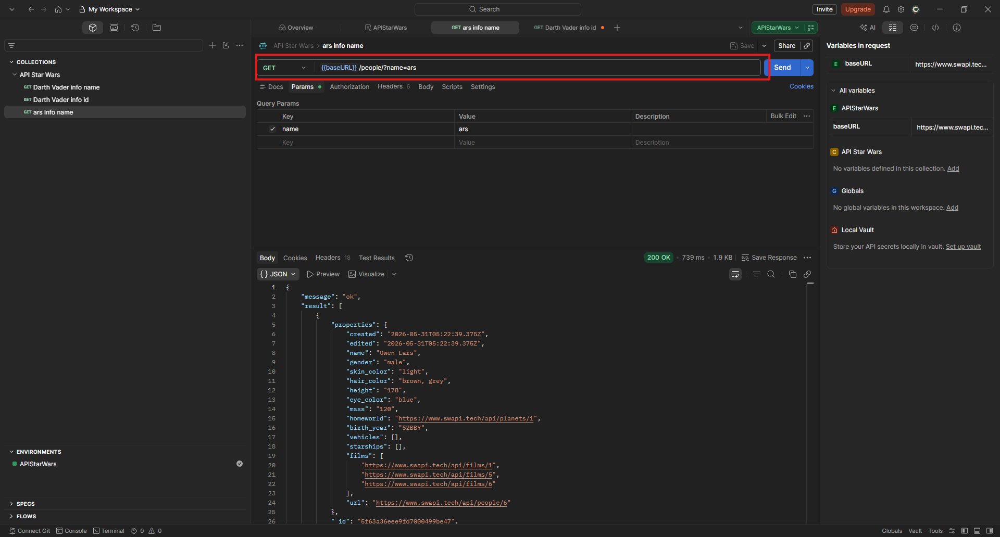 My Workspace
Search
Invite
Upgrade
Overview
APIStarWars
GET ars info name
GET Darth Vader info id
APIStarWars
AI
COLLECTIONS
API Star Wars
GET Darth Vader info name
GET Darth Vader info id
GET ars info name
HTTP API Star Wars > ars info name
Save
Share
GET
{{baseURL}} /people/?name=ars
Send
Docs
Params
Authorization
Headers 6
Body
Scripts
Settings
Cookies
Query Params
Key Value Description Bulk Edit
name ars
Key Value Description
Variables in request
E baseURL https://www.swapi.tec...
All variables
E APIStarWars
baseURL https://www.swapi.tec...
C API Star Wars
No variables defined in this collection. Add
G Globals
No global variables in this workspace. Add
Local Vault
Store your API secrets locally in vault. Set up vault
Body Cookies Headers 18 Test Results
200 OK • 739 ms • 1.9 KB e.g. Save Response
{} JSON Preview Visualize
1 {
2 "message": "ok",
3 "result": [
4 {
5 "properties": {
6 "created": "2026-05-31T05:22:39.375Z",
7 "edited": "2026-05-31T05:22:39.375Z",
8 "name": "Owen Lars",
9 "gender": "male",
10 "skin_color": "light",
11 "hair_color": "brown, grey",
12 "height": "178",
13 "eye_color": "blue",
14 "mass": "120",
15 "homeworld": "https://www.swapi.tech/api/planets/1",
16 "birth_year": "52BBY",
17 "vehicles": [],
18 "starships": [],
19 "films": [
20 "https://www.swapi.tech/api/films/1",
21 "https://www.swapi.tech/api/films/5",
22 "https://www.swapi.tech/api/films/6"
23 ],
24 "url": "https://www.swapi.tech/api/people/6"
25 },
26 "_id": "5f63a36eee9fd7000499be47",
ENVIRONMENTS
APIStarWars
SPECS
FLOWS
Connect Git Console Terminal 0 0
Globals Vault Tools